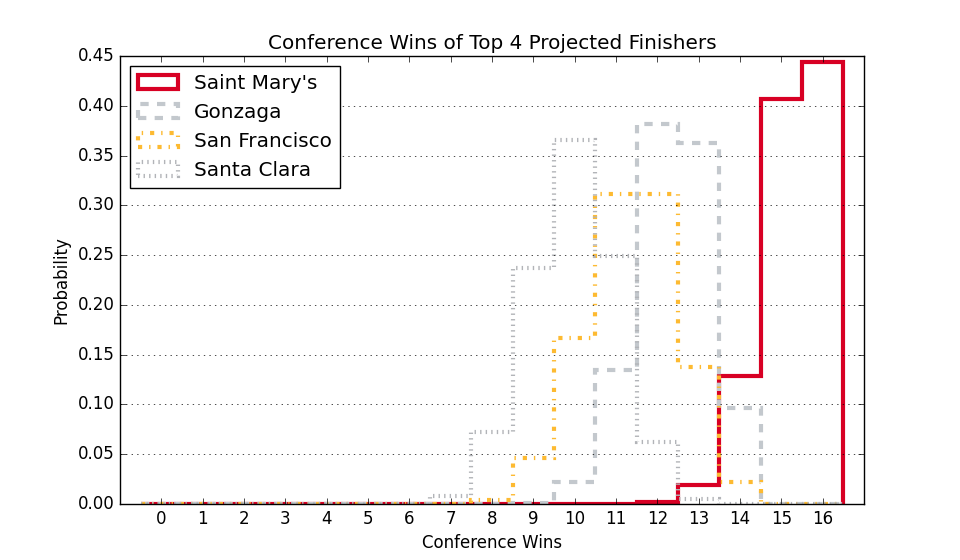 Conference Wins of Top 4 Projected Finishers
Saint Mary's
Gonzaga
San Francisco
Santa Clara
0.45
0.40
0.35
0.30
0.25
0.20
0.15
0.10
0.05
0.00
Probability
0 1 2 3 4 5 6 7 8 9 10 11 12 13 14 15 16
Conference Wins